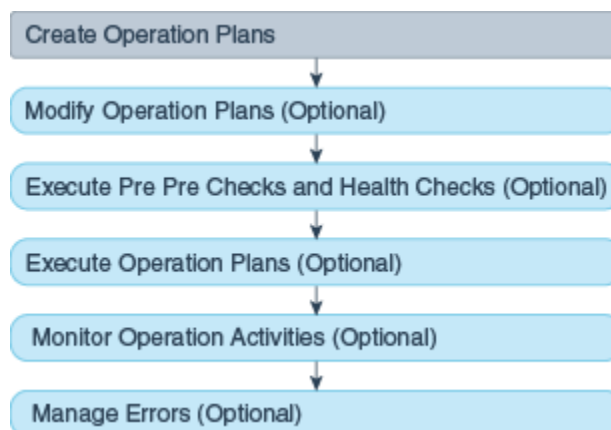 Create Operation Plans
Modify Operation Plans (Optional)
Execute Pre Pre Checks and Health Checks (Optional)
Execute Operation Plans (Optional)
Monitor Operation Activities (Optional)
Manage Errors (Optional)